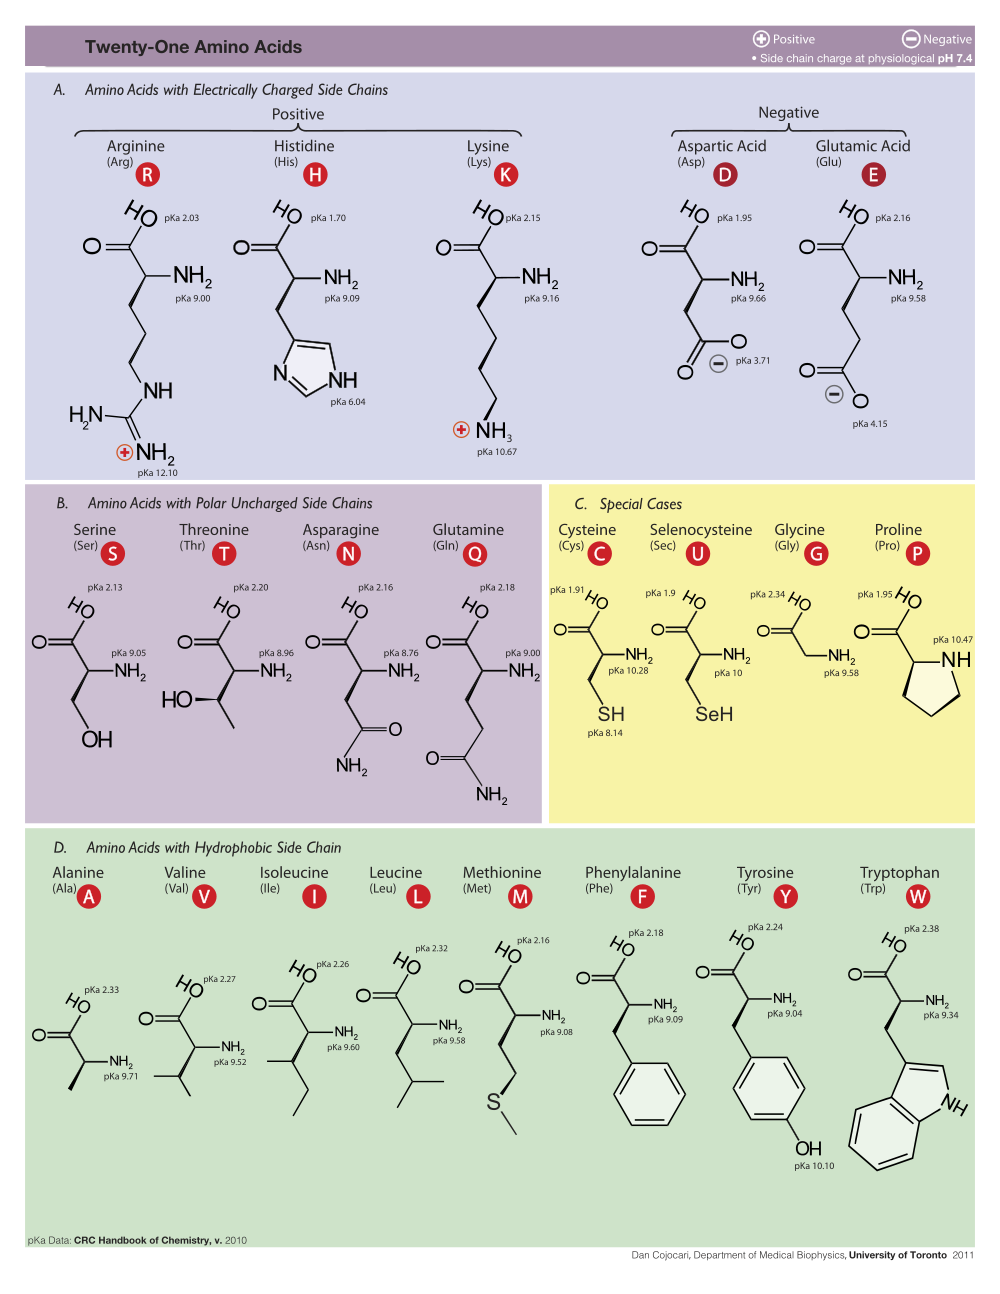 Twenty-One Amino Acids
Positive
Negative
• Side chain charge at physiological pH 7.4
A. Amino Acids with Electrically Charged Side Chains
Positive
Negative
Arginine
(Arg)
R
Histidine
(His)
H
Lysine
(Lys)
K
Aspartic Acid
(Asp)
D
Glutamic Acid
(Glu)
E
HO pKa 2.03
O
NH2
pKa 9.00
NH
H2N
NH2
pKa 12.10
HO pKa 1.70
O
NH2
pKa 9.09
N
NH
pKa 6.04
HO pKa 2.15
O
NH2
pKa 9.16
NH3
pKa 10.67
HO pKa 1.95
O
NH2
pKa 9.66
O
pKa 3.71
O
HO pKa 2.16
O
NH2
pKa 9.58
O
O
pKa 4.15
B. Amino Acids with Polar Uncharged Side Chains
Serine
(Ser)
S
Threonine
(Thr)
T
Asparagine
(Asn)
N
Glutamine
(Gln)
Q
pKa 2.13
HO
O
pKa 9.05
NH2
OH
pKa 2.20
HO
O
pKa 8.96
NH2
HO
pKa 2.16
HO
O
pKa 8.76
NH2
O
NH2
pKa 2.18
HO
O
pKa 9.00
NH2
O
NH2
C. Special Cases
Cysteine
(Cys)
C
Selenocysteine
(Sec)
U
Glycine
(Gly)
G
Proline
(Pro)
P
pKa 1.91 HO
O
NH2
pKa 10.28
SH
pKa 8.14
pKa 1.9 HO
O
NH2
pKa 10
SeH
pKa 2.34 HO
O
NH2
pKa 9.58
pKa 1.95 HO
O
pKa 10.47
NH
D. Amino Acids with Hydrophobic Side Chain
Alanine
(Ala)
A
Valine
(Val)
V
Isoleucine
(Ile)
I
Leucine
(Leu)
L
Methionine
(Met)
M
Phenylalanine
(Phe)
F
Tyrosine
(Tyr)
Y
Tryptophan
(Trp)
W
pKa 2.33
HO
O
NH2
pKa 9.71
pKa 2.27
HO
O
NH2
pKa 9.52
pKa 2.26
HO
O
NH2
pKa 9.60
pKa 2.32
HO
O
NH2
pKa 9.58
pKa 2.16
HO
O
NH2
pKa 9.08
S
pKa 2.18
HO
O
NH2
pKa 9.09
pKa 2.24
HO
O
NH2
pKa 9.04
OH
pKa 10.10
pKa 2.38
HO
O
NH2
pKa 9.34
NH
pKa Data: CRC Handbook of Chemistry, v. 2010
Dan Cojocari, Department of Medical Biophysics, University of Toronto 2011